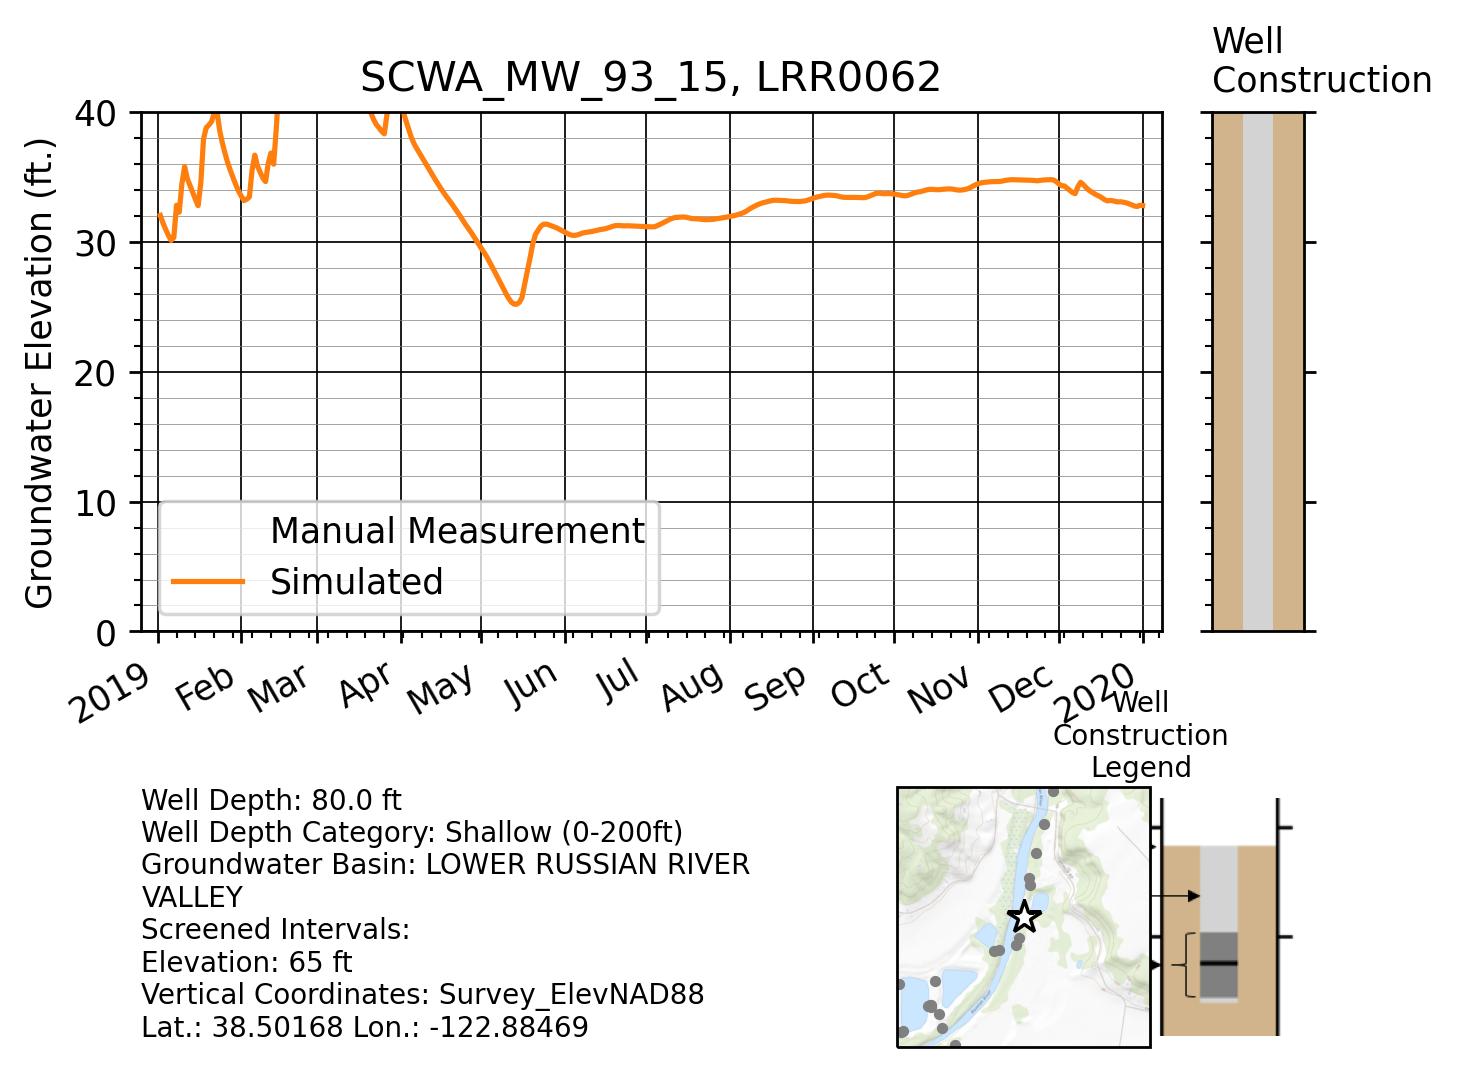 Well
Construction
SCWA_MW_93_15, LRR0062
Groundwater Elevation (ft.)
40
30
20
10
0
Manual Measurement
Simulated
2019
Feb
Mar
Apr
May
Jun
Jul
Aug
Sep
Oct
Nov
Dec
2020
Well
Construction
Legend
Well Depth: 80.0 ft
Well Depth Category: Shallow (0-200ft)
Groundwater Basin: LOWER RUSSIAN RIVER
VALLEY
Screened Intervals:
Elevation: 65 ft
Vertical Coordinates: Survey_ElevNAD88
Lat.: 38.50168 Lon.: -122.88469